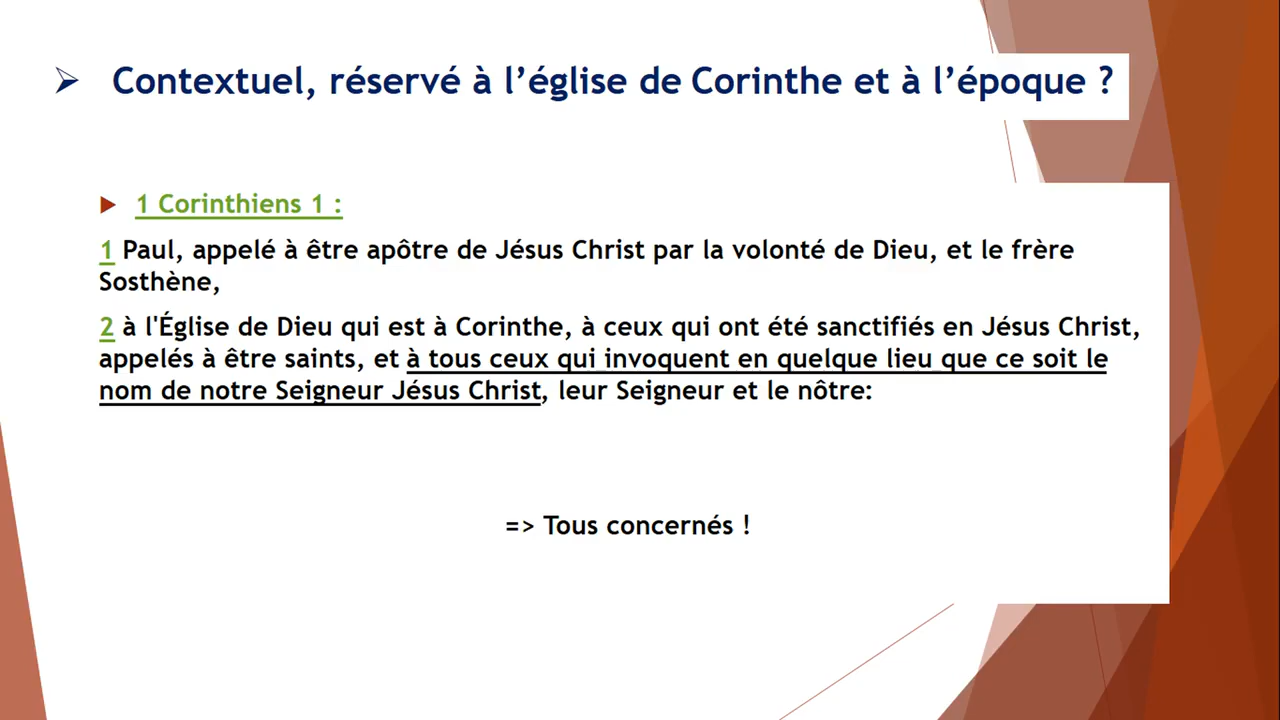 ➢ Contextuel, réservé à l’église de Corinthe et à l’époque ?
▶ 1 Corinthiens 1 :
1 Paul, appelé à être apôtre de Jésus Christ par la volonté de Dieu, et le frère
Sosthène,
2 à l'Église de Dieu qui est à Corinthe, à ceux qui ont été sanctifiés en Jésus Christ,
appelés à être saints, et à tous ceux qui invoquent en quelque lieu que ce soit le
nom de notre Seigneur Jésus Christ, leur Seigneur et le nôtre:
=> Tous concernés !